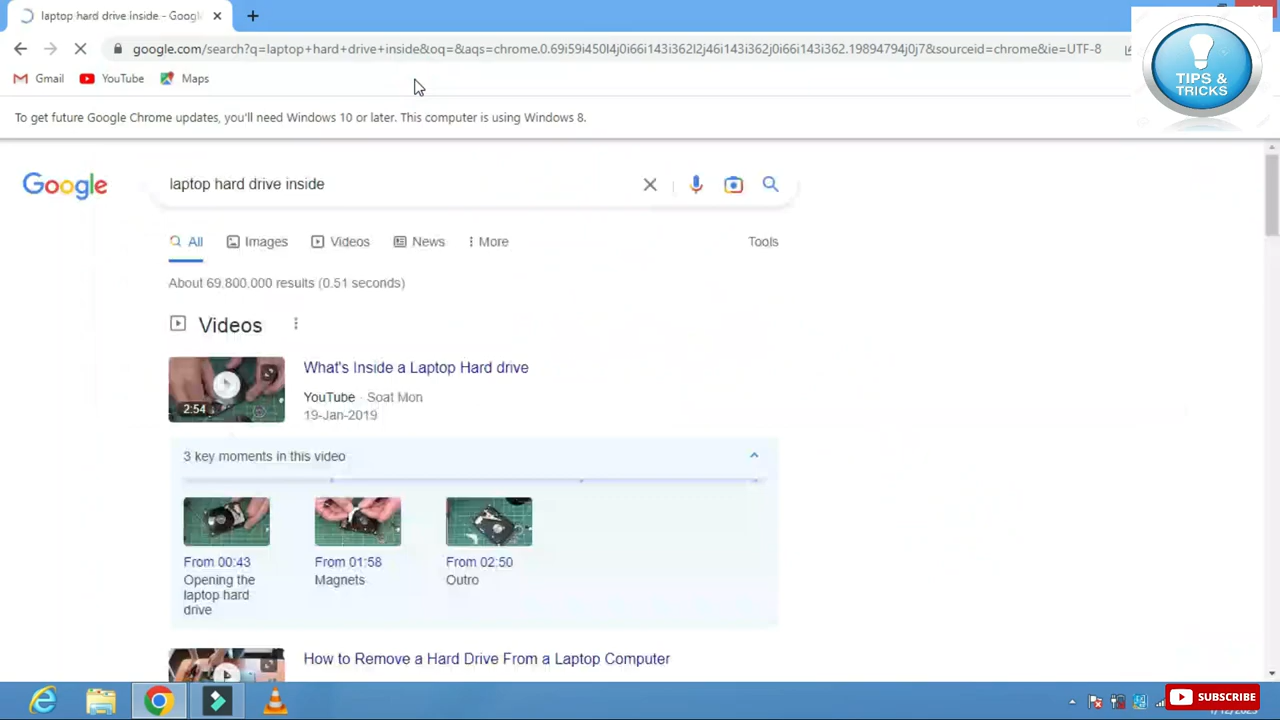 laptop hard drive inside - Googl
google.com/search?q=laptop+hard+drive+inside&oq=&aqs=chrome.0.69i59i450l4j0i66i143i362l2j46i143i362j0i66i143i362.19894794j0j7&sourceid=chrome&ie=UTF-8
TIPS &
TRICKS
Gmail YouTube Maps
To get future Google Chrome updates, you'll need Windows 10 or later. This computer is using Windows 8.
Google
laptop hard drive inside
All Images Videos News More Tools
About 69,800,000 results (0.51 seconds)
Videos
What's Inside a Laptop Hard drive
YouTube · Soat Mon
19-Jan-2019
2:54
3 key moments in this video
From 00:43
Opening the
laptop hard
drive
From 01:58
Magnets
From 02:50
Outro
How to Remove a Hard Drive From a Laptop Computer
SUBSCRIBE